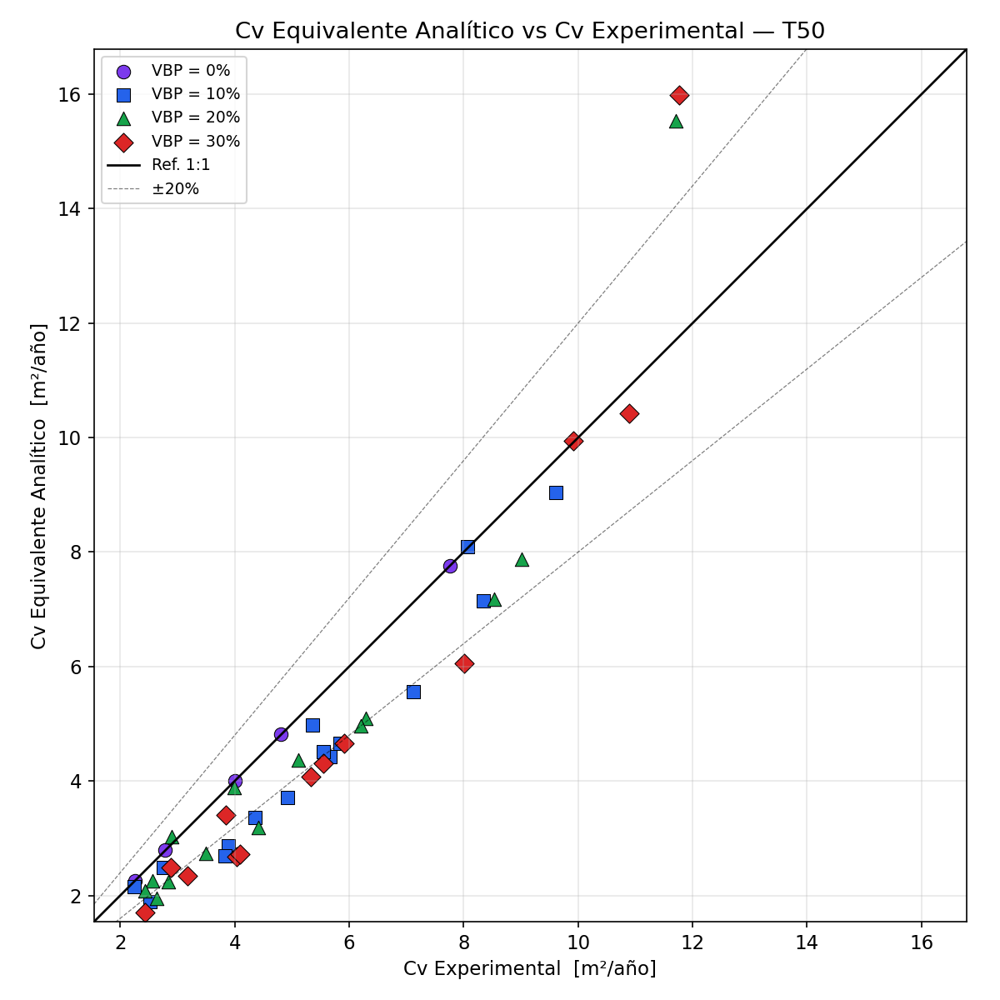 Cv Equivalente Analítico vs Cv Experimental — T50
VBP = 0%
VBP = 10%
VBP = 20%
VBP = 30%
Ref. 1:1
±20%
16
14
12
10
8
6
4
2
Cv Equivalente Analítico [m²/año]
2 4 6 8 10 12 14 16
Cv Experimental [m²/año]